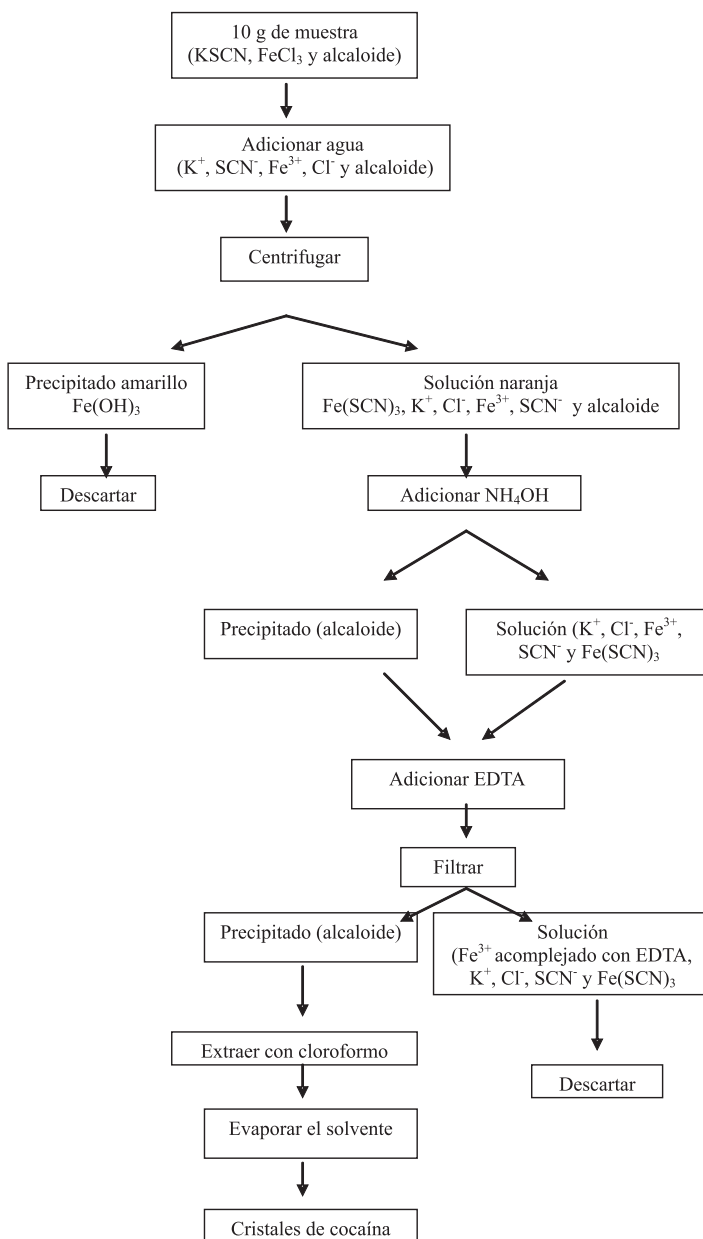 10 g de muestra
(KSCN, FeCl₃ y alcaloide)
Adicionar agua
(K⁺, SCN⁻, Fe³⁺, Cl⁻ y alcaloide)
Centrifugar
Precipitado amarillo
Fe(OH)₃
Solución naranja
Fe(SCN)₃, K⁺, Cl⁻, Fe³⁺, SCN⁻ y alcaloide
Descartar
Adicionar NH₄OH
Precipitado (alcaloide)
Solución (K⁺, Cl⁻, Fe³⁺,
SCN⁻ y Fe(SCN)₃
Adicionar EDTA
Filtrar
Precipitado (alcaloide)
Solución
(Fe³⁺ acomplejado con EDTA,
K⁺, Cl⁻, SCN⁻ y Fe(SCN)₃
Extraer con cloroformo
Descartar
Evaporar el solvente
Cristales de cocaína